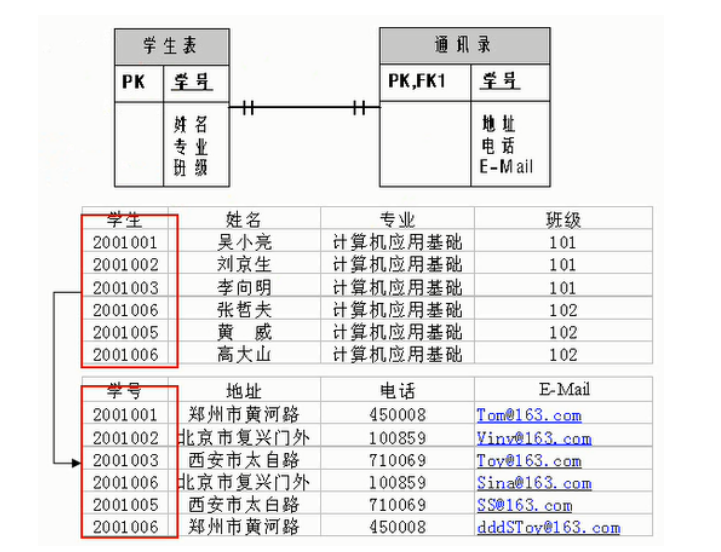 学生表
PK 学号
姓名
专业
班级
通讯录
PK,FK1 学号
地址
电话
E-Mail
学生 姓名 专业 班级
2001001 吴小亮 计算机应用基础 101
2001002 刘京生 计算机应用基础 101
2001003 李向明 计算机应用基础 101
2001006 张哲夫 计算机应用基础 102
2001005 黄 威 计算机应用基础 102
2001006 高大山 计算机应用基础 102
学号 地址 电话 E-Mail
2001001 郑州市黄河路 450008 Tom@163.com
2001002 北京市复兴门外 100859 Vinv@163.com
2001003 西安市太白路 710069 Toy@163.com
2001006 北京市复兴门外 100859 Sina@163.com
2001005 西安市太白路 710069 SS@163.com
2001006 郑州市黄河路 450008 dddSToy@163.com